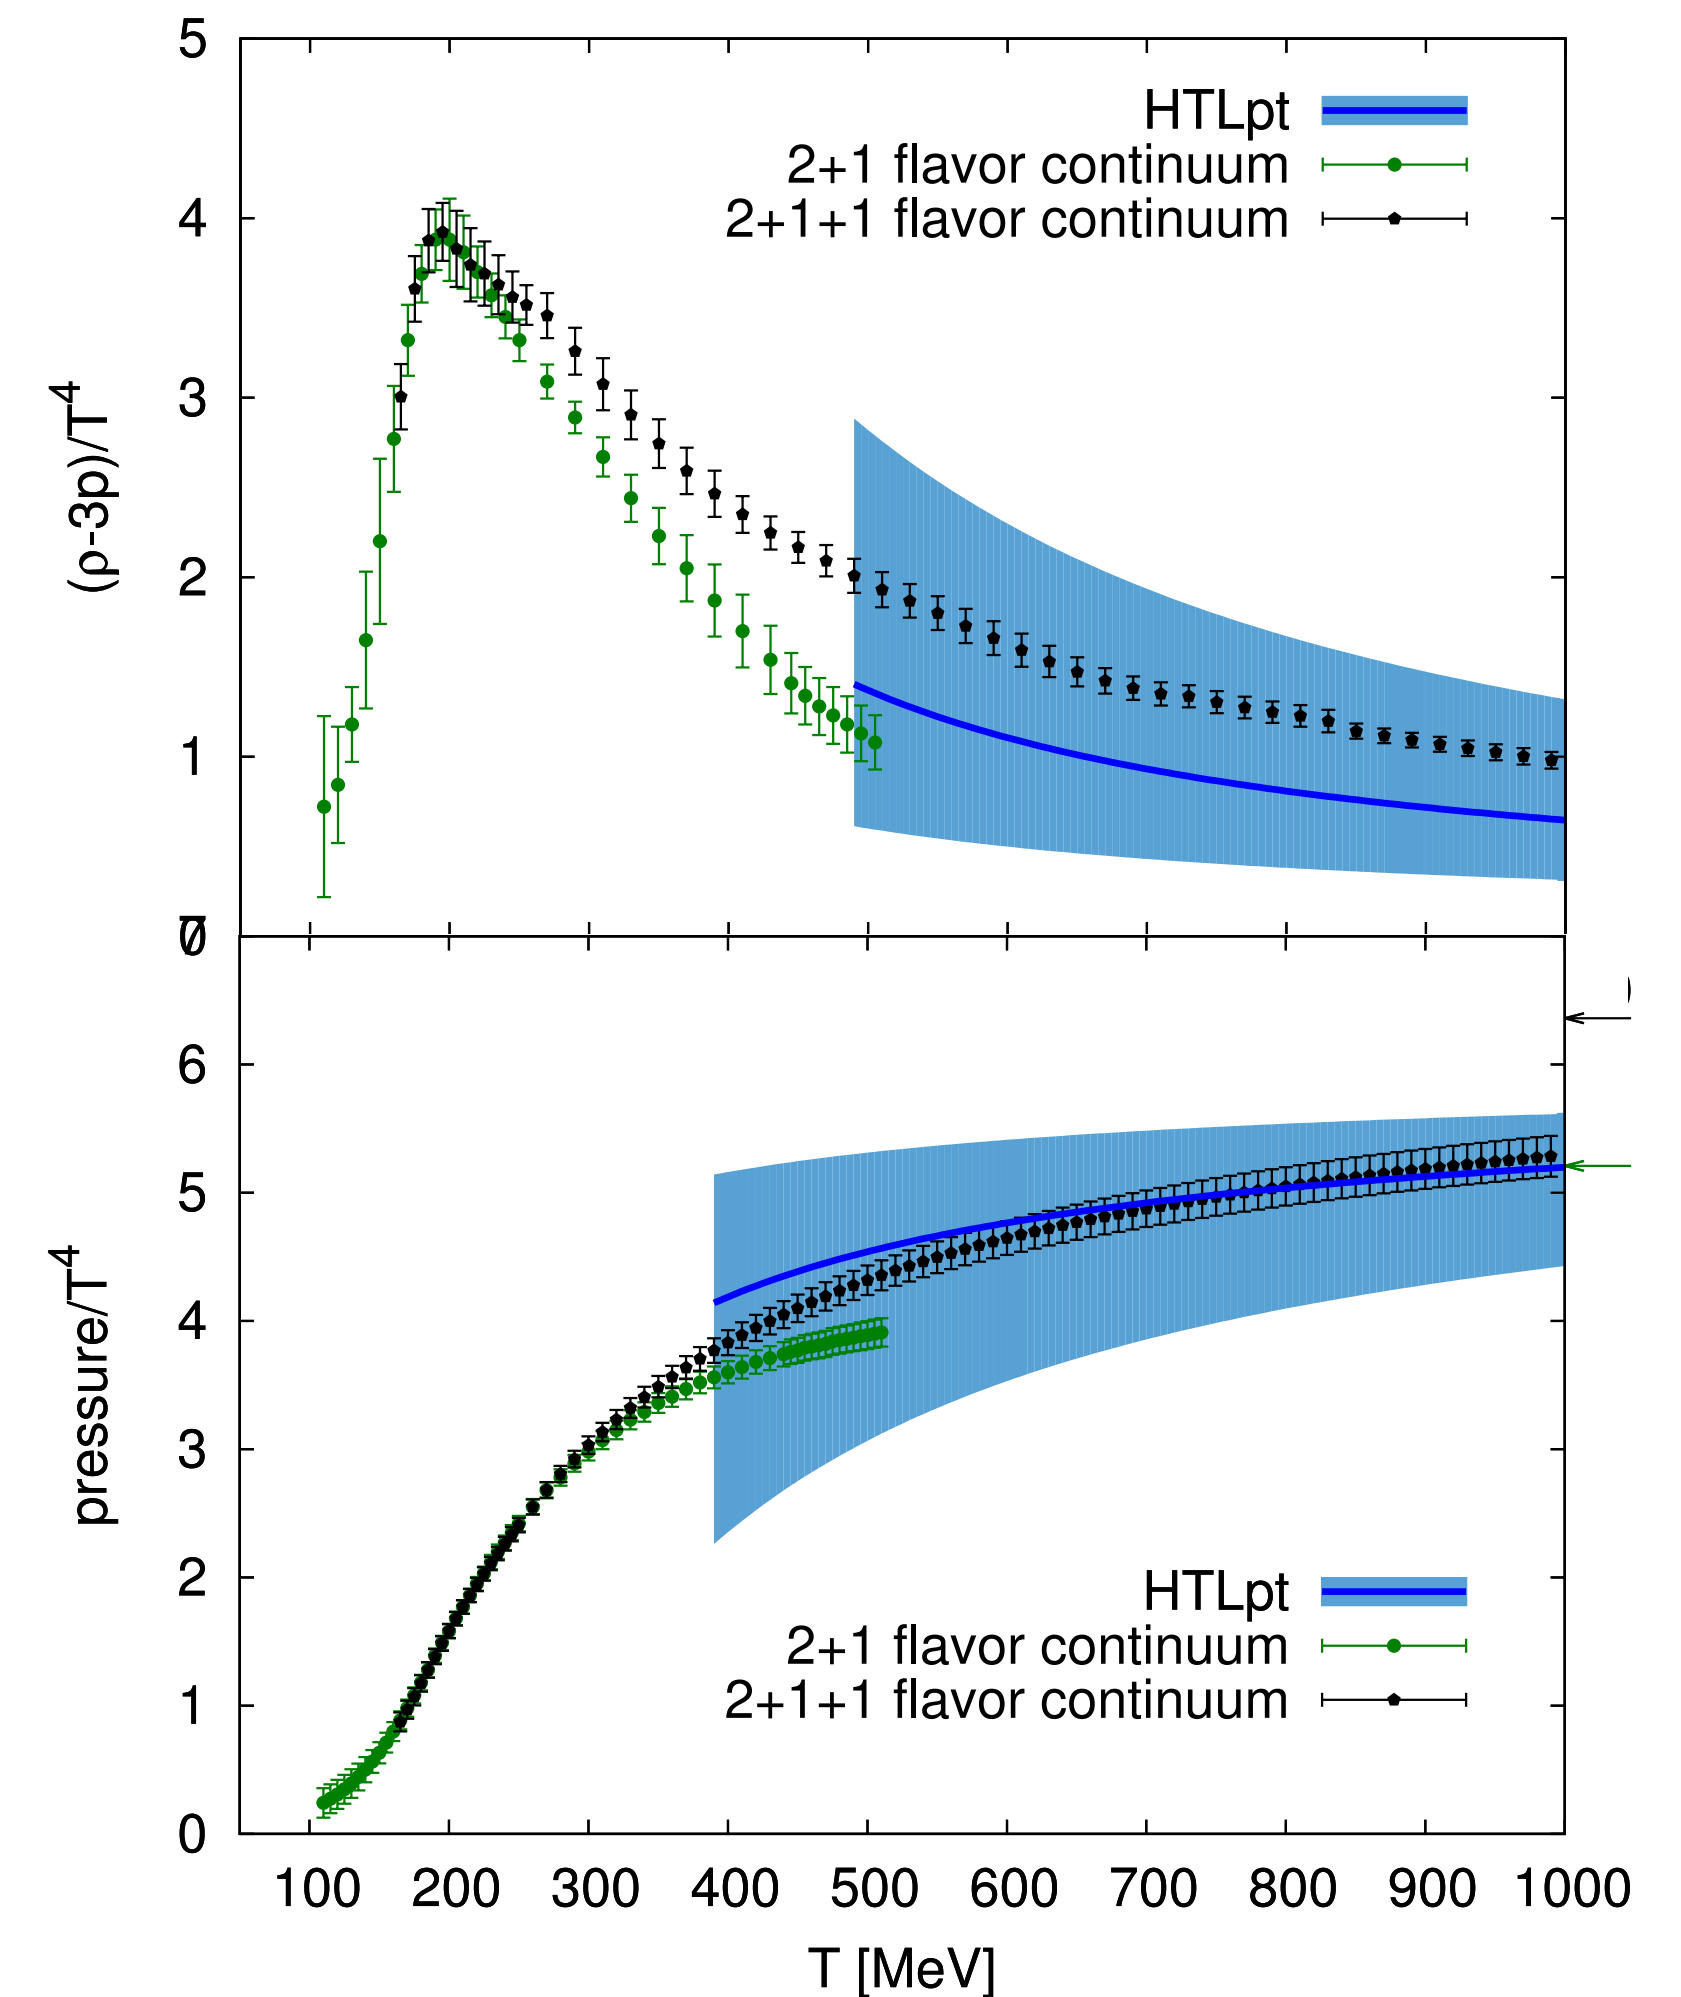 5
4
3
2
1
0
(ρ-3p)/T^4
HTLpt
2+1 flavor continuum
2+1+1 flavor continuum
7
6
5
4
3
2
1
0
pressure/T^4
HTLpt
2+1 flavor continuum
2+1+1 flavor continuum
100 200 300 400 500 600 700 800 900 1000
T [MeV]